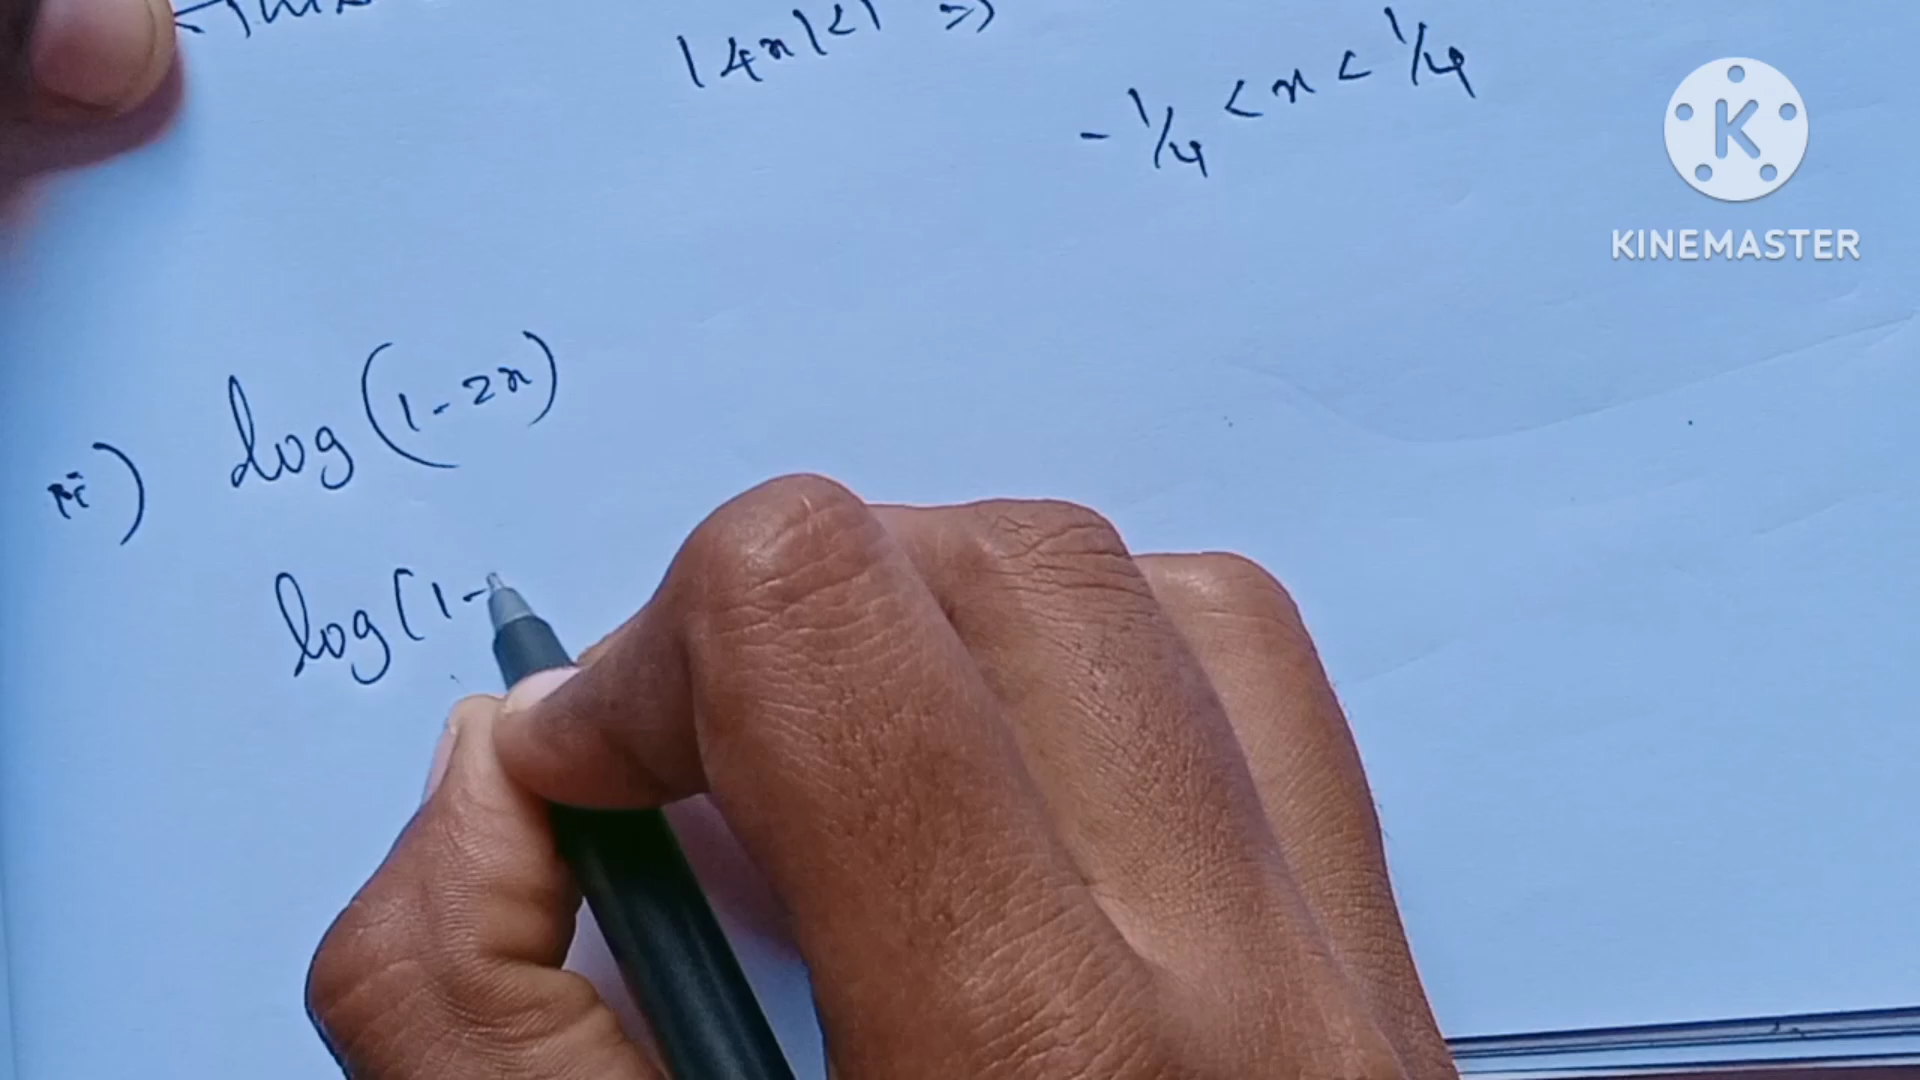 |4x|<1 =>
-1/4 < x < 1/4
K
KINEMASTER
ii) log(1-2x)
log(1-